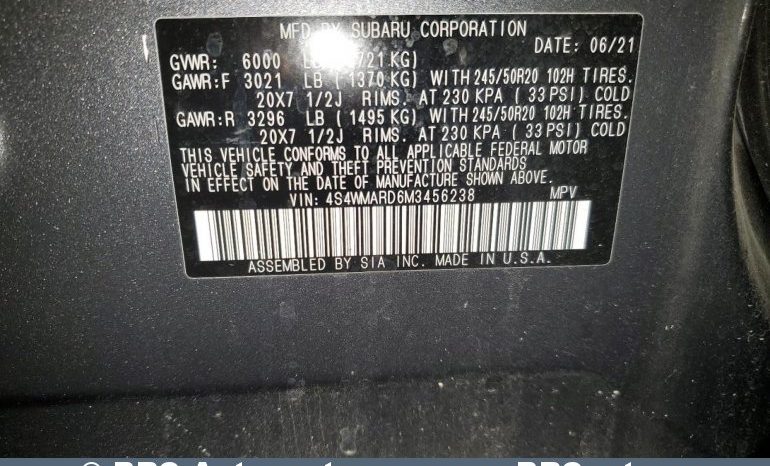 MFD BY SUBARU CORPORATION
DATE: 06/21
GVWR: 6000 721 KG)
GAWR:F 3021 LB ( 1370 KG) WITH 245/50R20 102H TIRES.
20X7 1/2J RIMS. AT 230 KPA ( 33 PSI) COLD
GAWR:R 3296 LB ( 1495 KG) WITH 245/50R20 102H TIRES.
20X7 1/2J RIMS. AT 230 KPA ( 33 PSI) COLD
THIS VEHICLE CONFORMS TO ALL APPLICABLE FEDERAL MOTOR
VEHICLE SAFETY AND THEFT PREVENTION STANDARDS
IN EFFECT ON THE DATE OF MANUFACTURE SHOWN ABOVE.
VIN: 4S4WMARD6M3456238 MPV
ASSEMBLED BY SIA INC. MADE IN U.S.A.